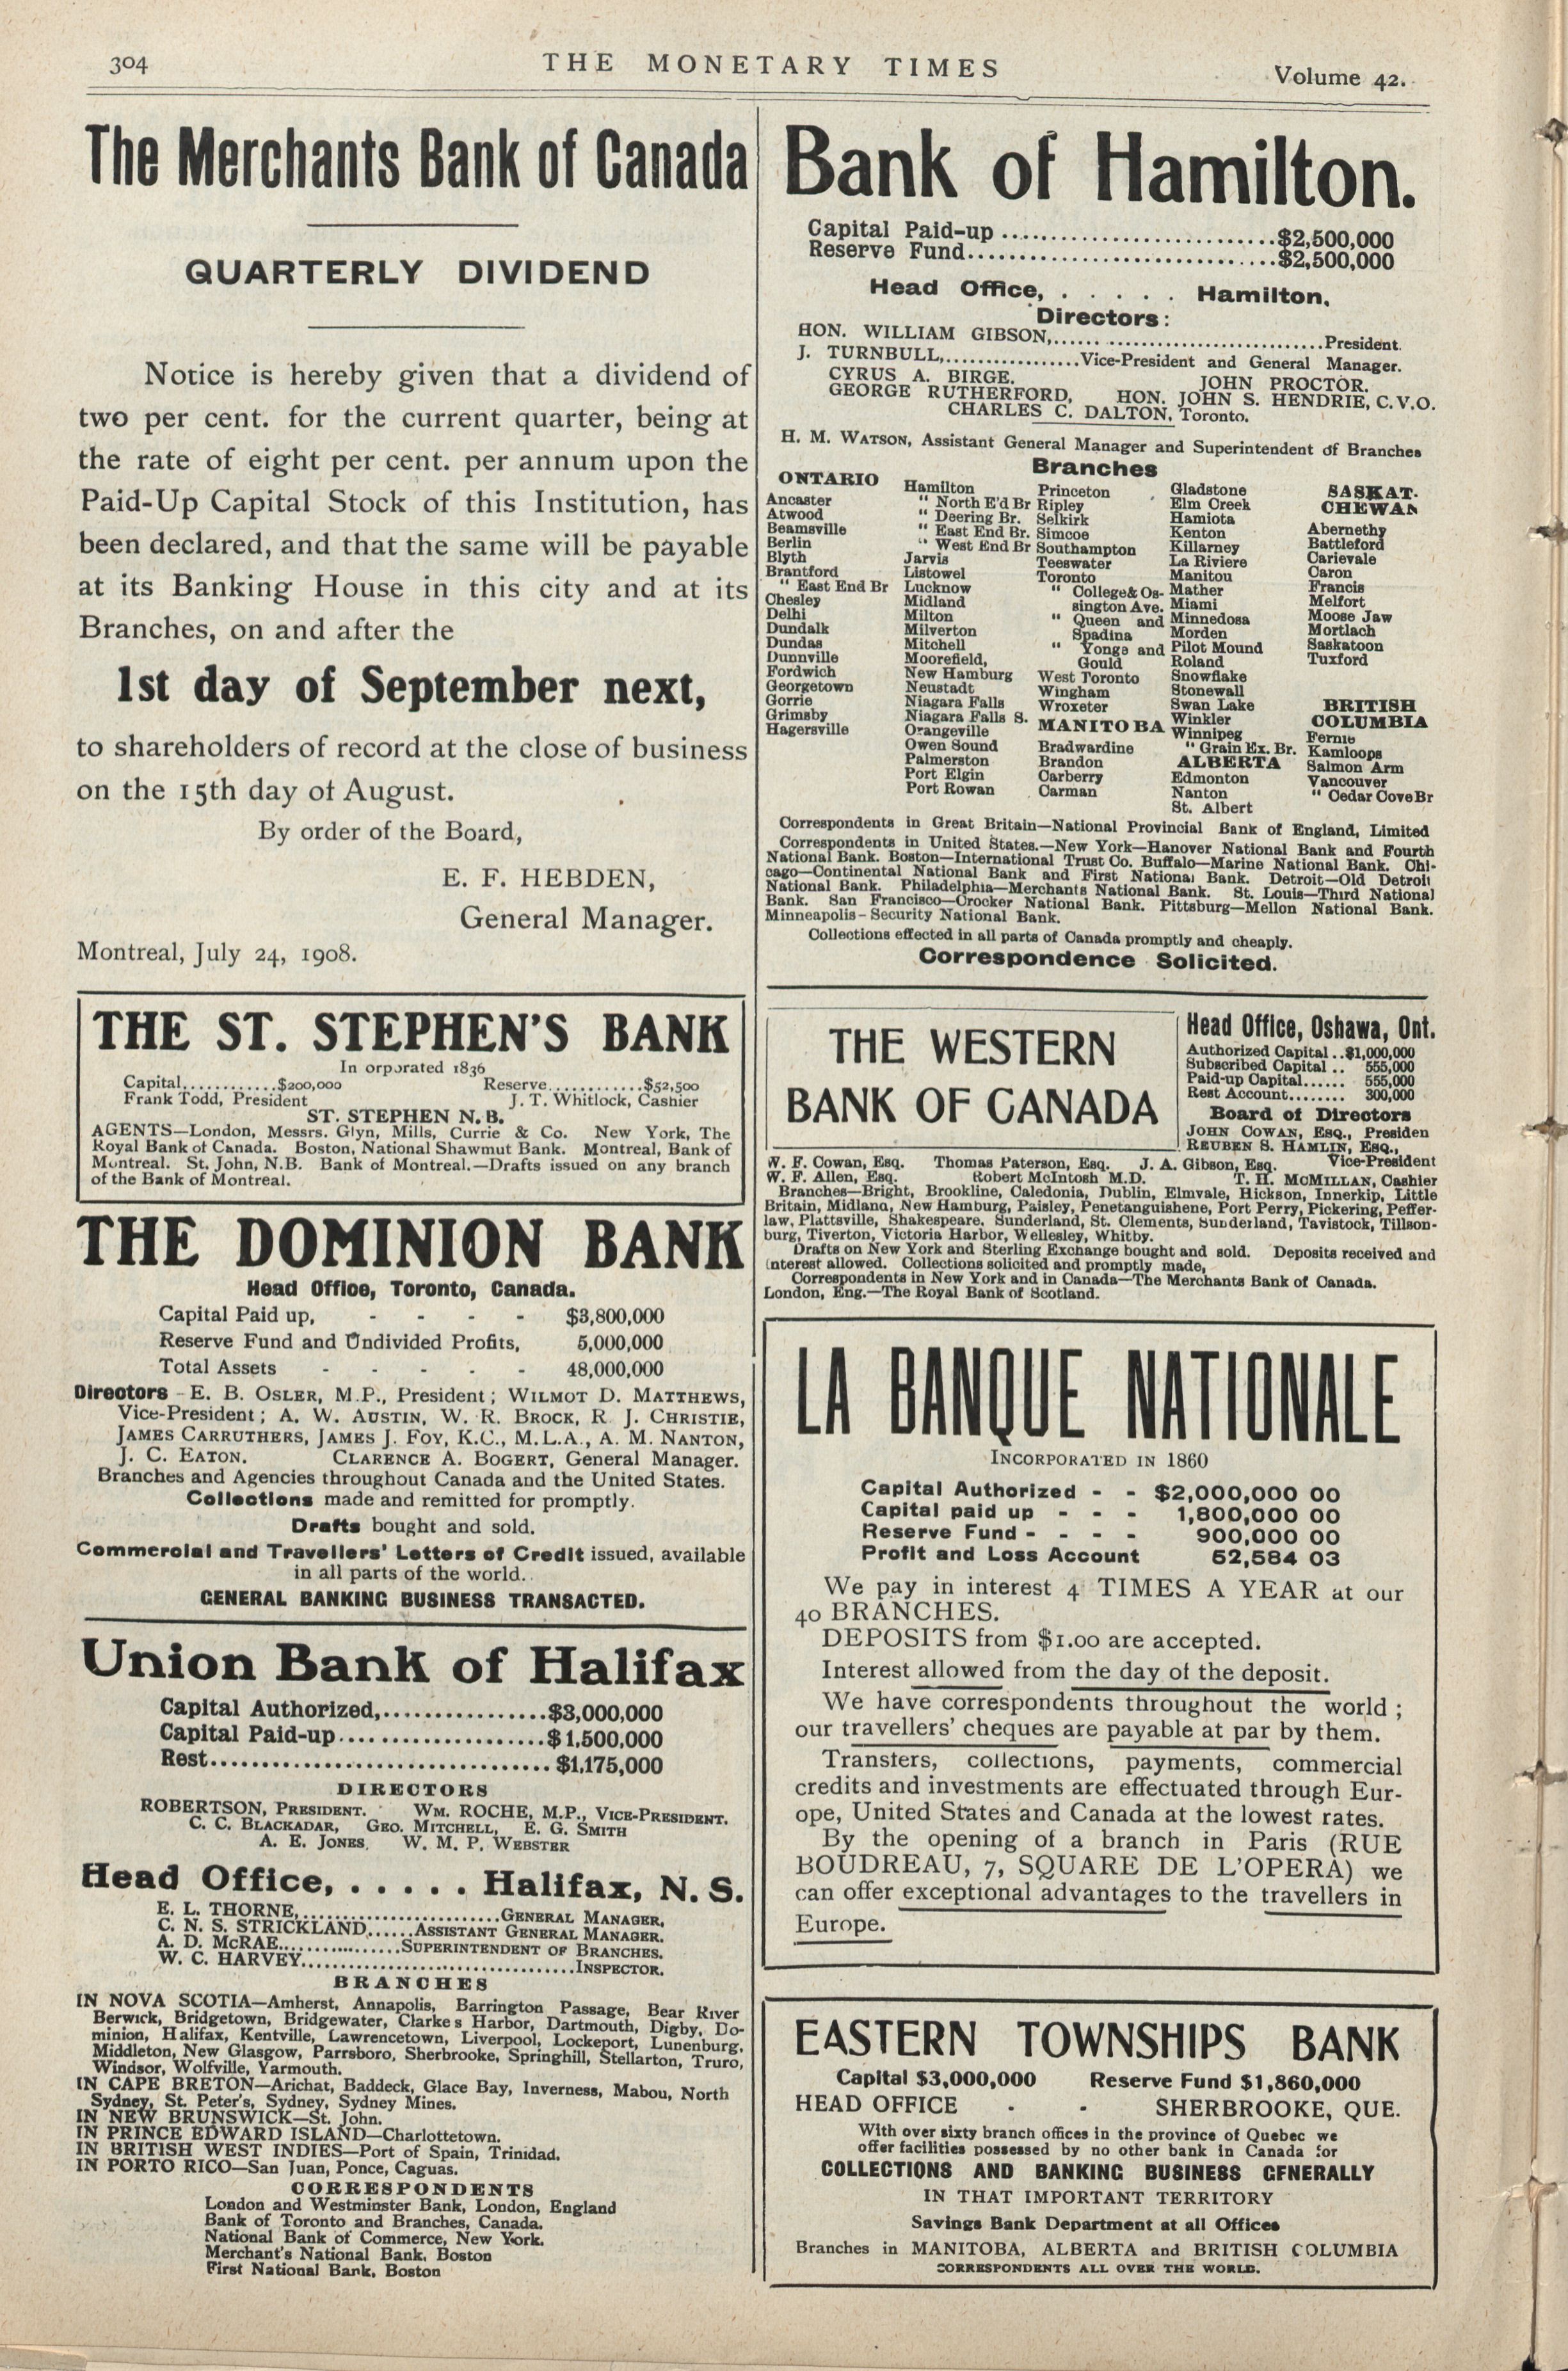 304
THE MONETARY TIMES
Volume 42.
The Merchants Bank of Canada
QUARTERLY DIVIDEND
Notice is hereby given that a dividend of
two per cent. for the current quarter, being at
the rate of eight per cent. per annum upon the
Paid-Up Capital Stock of this Institution, has
been declared, and that the same will be payable
at its Banking House in this city and at its
Branches, on and after the
1st day of September next,
to shareholders of record at the close of business
on the 15th day of August.
By order of the Board,
E. F. HEBDEN,
General Manager.
Montreal, July 24, 1908.
THE ST. STEPHEN'S BANK
In orporated 1836
Capital............$200,000 Reserve............$52,500
Frank Todd, President J. T. Whitlock, Cashier
ST. STEPHEN N. B.
AGENTS—London, Messrs. Glyn, Mills, Currie & Co. New York, The
Royal Bank of Canada. Boston, National Shawmut Bank. Montreal, Bank of
Montreal. St. John, N.B. Bank of Montreal.—Drafts issued on any branch
of the Bank of Montreal.
THE DOMINION BANK
Head Office, Toronto, Canada.
Capital Paid up, - - - - $3,800,000
Reserve Fund and Undivided Profits, 5,000,000
Total Assets - - - - - 48,000,000
Directors - E. B. OSLER, M.P., President; WILMOT D. MATTHEWS,
Vice-President; A. W. AUSTIN, W. R. BROCK, R. J. CHRISTIE,
JAMES CARRUTHERS, JAMES J. FOY, K.C., M.L.A., A. M. NANTON,
J. C. EATON. CLARENCE A. BOGERT, General Manager.
Branches and Agencies throughout Canada and the United States.
Collections made and remitted for promptly.
Drafts bought and sold.
Commercial and Travellers' Letters of Credit issued, available
in all parts of the world.
GENERAL BANKING BUSINESS TRANSACTED.
Union Bank of Halifax
Capital Authorized,................$3,000,000
Capital Paid-up....................$1,500,000
Rest.................................$1,175,000
DIRECTORS
ROBERTSON, PRESIDENT. WM. ROCHE, M.P., VICE-PRESIDENT.
C. C. BLACKADAR, GEO. MITCHELL, E. G. SMITH
A. E. JONES, W. M. P. WEBSTER
Head Office, . . . . . Halifax, N. S.
E. L. THORNE,........................GENERAL MANAGER.
C. N. S. STRICKLAND......ASSISTANT GENERAL MANAGER.
A. D. MCRAE...............SUPERINTENDENT OF BRANCHES.
W. C. HARVEY.................................INSPECTOR.
BRANCHES
IN NOVA SCOTIA—Amherst, Annapolis, Barrington Passage, Bear River
Berwick, Bridgetown, Bridgewater, Clarke s Harbor, Dartmouth, Digby, Do-
minion, Halifax, Kentville, Lawrencetown, Liverpool, Lockeport, Lunenburg,
Middleton, New Glasgow, Parrsboro, Sherbrooke, Springhill, Stellarton, Truro,
Windsor, Wolfville, Yarmouth.
IN CAPE BRETON—Arichat, Baddeck, Glace Bay, Inverness, Mabou, North
Sydney, St. Peter's, Sydney, Sydney Mines.
IN NEW BRUNSWICK—St. John.
IN PRINCE EDWARD ISLAND—Charlottetown.
IN BRITISH WEST INDIES—Port of Spain, Trinidad.
IN PORTO RICO—San Juan, Ponce, Caguas.
CORRESPONDENTS
London and Westminster Bank, London, England
Bank of Toronto and Branches, Canada.
National Bank of Commerce, New York.
Merchant's National Bank, Boston
First National Bank, Boston
Bank of Hamilton.
Capital Paid-up............................$2,500,000
Reserve Fund..............................$2,500,000
Head Office, . . . . . Hamilton.
Directors:
HON. WILLIAM GIBSON,..................................President.
J. TURNBULL,................Vice-President and General Manager.
CYRUS A. BIRGE. JOHN PROCTOR.
GEORGE RUTHERFORD, HON. JOHN S. HENDRIE, C.V.O.
CHARLES C. DALTON, Toronto.
H. M. WATSON, Assistant General Manager and Superintendent of Branches
Branches
ONTARIO
Ancaster
Atwood
Beamsville
Berlin
Blyth
Brantford
" East End Br
Chesley
Delhi
Dundalk
Dundas
Dunnville
Fordwich
Georgetown
Gorrie
Grimsby
Hagersville
Hamilton
" North E'd Br
" Deering Br.
" East End Br.
" West End Br
Jarvis
Listowel
Lucknow
Midland
Milton
Milverton
Mitchell
Moorefield,
New Hamburg
Neustadt
Niagara Falls
Niagara Falls S.
Orangeville
Owen Sound
Palmerston
Port Elgin
Port Rowan
Princeton
Ripley
Selkirk
Simcoe
Southampton
Teeswater
Toronto
" College& Os-
sington Ave.
" Queen and
Spadina
" Yonge and
Gould
West Toronto
Wingham
Wroxeter
MANITOBA
Bradwardine
Brandon
Carberry
Carman
Gladstone
Elm Creek
Hamiota
Kenton
Killarney
La Riviere
Manitou
Mather
Miami
Minnedosa
Morden
Pilot Mound
Roland
Snowflake
Stonewall
Swan Lake
Winkler
Winnipeg
" Grain Ex. Br.
ALBERTA
Edmonton
Nanton
St. Albert
SASKAT-
CHEWAN
Abernethy
Battleford
Carievale
Caron
Francis
Melfort
Moose Jaw
Mortlach
Saskatoon
Tuxford
BRITISH
COLUMBIA
Fernie
Kamloops
Salmon Arm
Vancouver
" Cedar Cove Br
Correspondents in Great Britain—National Provincial Bank of England, Limited
Correspondents in United States.—New York—Hanover National Bank and Fourth
National Bank. Boston—International Trust Co. Buffalo—Marine National Bank. Chi-
cago—Continental National Bank and First National Bank. Detroit—Old Detroit
National Bank. Philadelphia—Merchants National Bank. St. Louis—Third National
Bank. San Francisco—Crocker National Bank. Pittsburg—Mellon National Bank.
Minneapolis-Security National Bank.
Collections effected in all parts of Canada promptly and cheaply.
Correspondence Solicited.
THE WESTERN
BANK OF CANADA
Head Office, Oshawa, Ont.
Authorized Capital..$1,000,000
Subscribed Capital .. 555,000
Paid-up Capital...... 555,000
Rest Account........ 300,000
Board of Directors
JOHN COWAN, ESQ., Presiden
REUBEN S. HAMLIN, ESQ.,
Vice-President
W. F. Cowan, Esq. Thomas Paterson, Esq. J. A. Gibson, Esq.
W. F. Allen, Esq. Robert McIntosh M.D. T. H. MCMILLAN, Cashier
Branches—Bright, Brookline, Caledonia, Dublin, Elmvale, Hickson, Innerkip, Little
Britain, Midland, New Hamburg, Paisley, Penetanguishene, Port Perry, Pickering, Peffer-
law, Plattsville, Shakespeare, Sunderland, St. Clements, Sunderland, Tavistock, Tillson-
burg, Tiverton, Victoria Harbor, Wellesley, Whitby.
Drafts on New York and Sterling Exchange bought and sold. Deposits received and
interest allowed. Collections solicited and promptly made,
Correspondents in New York and in Canada—The Merchants Bank of Canada.
London, Eng.—The Royal Bank of Scotland.
LA BANQUE NATIONALE
INCORPORATED IN 1860
Capital Authorized - - $2,000,000 00
Capital paid up - - - 1,800,000 00
Reserve Fund - - - - 900,000 00
Profit and Loss Account 52,584 03
We pay in interest 4 TIMES A YEAR at our
40 BRANCHES.
DEPOSITS from $1.00 are accepted.
Interest allowed from the day of the deposit.
We have correspondents throughout the world;
our travellers' cheques are payable at par by them.
Transfers, collections, payments, commercial
credits and investments are effectuated through Eur-
ope, United States and Canada at the lowest rates.
By the opening of a branch in Paris (RUE
BOUDREAU, 7, SQUARE DE L'OPERA) we
can offer exceptional advantages to the travellers in
Europe.
EASTERN TOWNSHIPS BANK
Capital $3,000,000 Reserve Fund $1,860,000
HEAD OFFICE - - SHERBROOKE, QUE.
With over sixty branch offices in the province of Quebec we
offer facilities possessed by no other bank in Canada for
COLLECTIONS AND BANKING BUSINESS GENERALLY
IN THAT IMPORTANT TERRITORY
Savings Bank Department at all Offices
Branches in MANITOBA, ALBERTA and BRITISH COLUMBIA
CORRESPONDENTS ALL OVER THE WORLD.